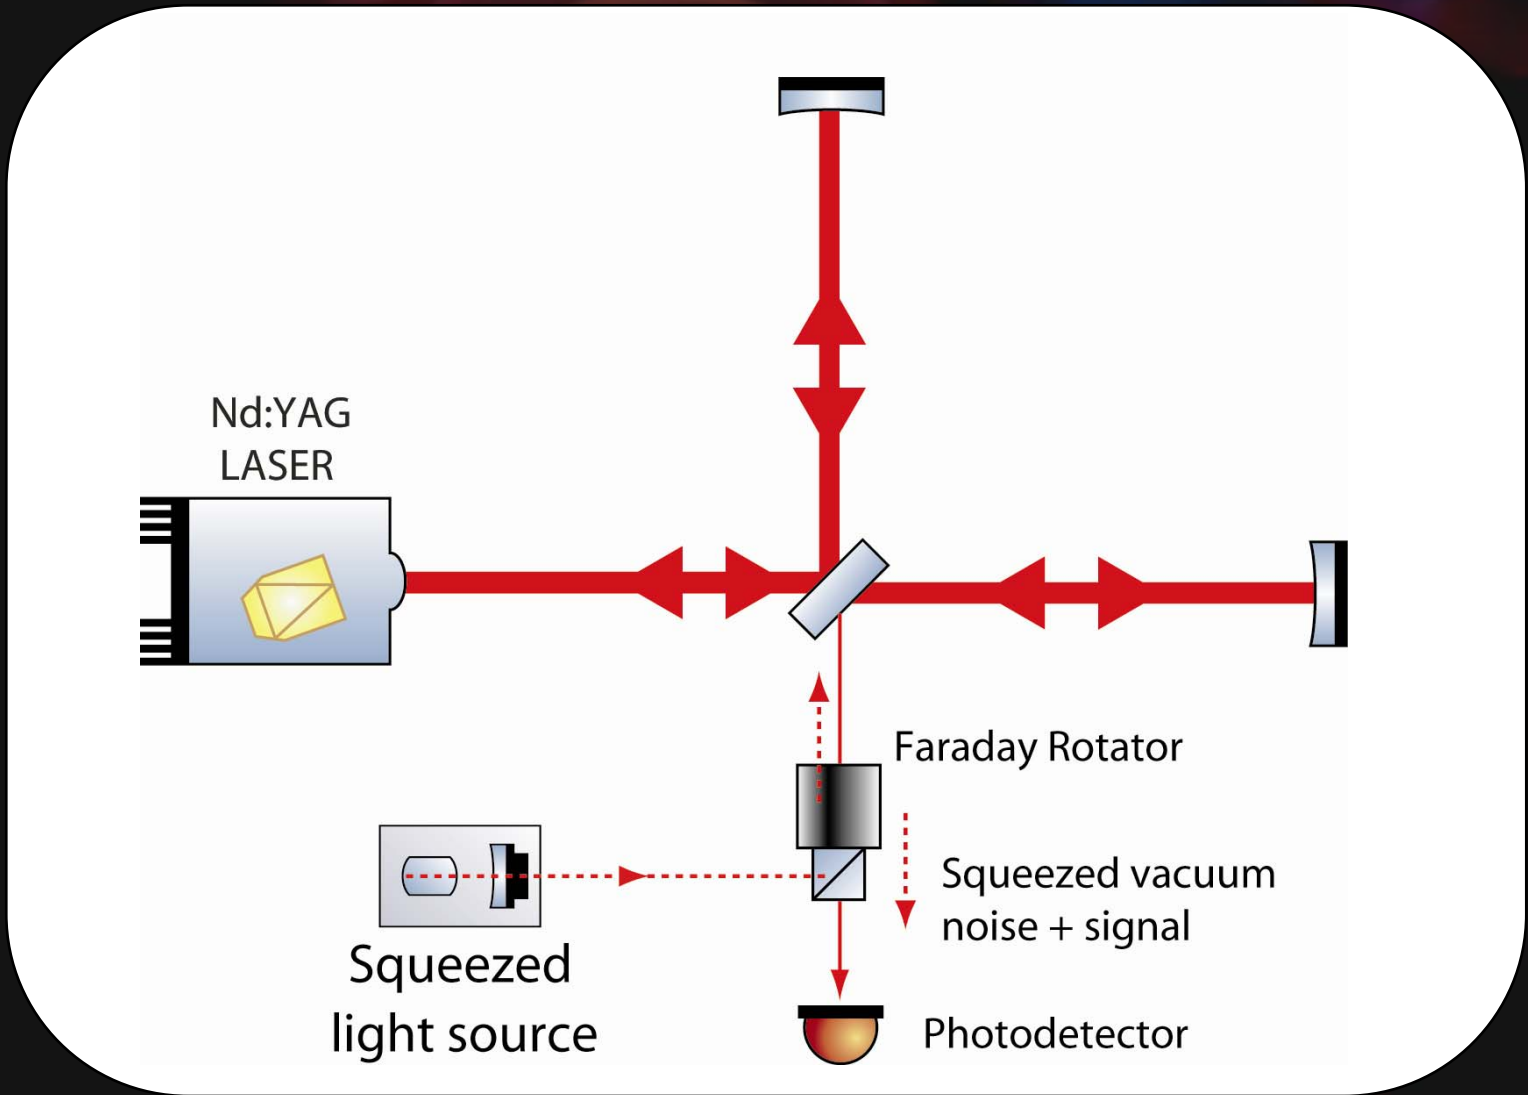 Nd:YAG
LASER
Faraday Rotator
Squeezed vacuum
noise + signal
Squeezed
light source
Photodetector